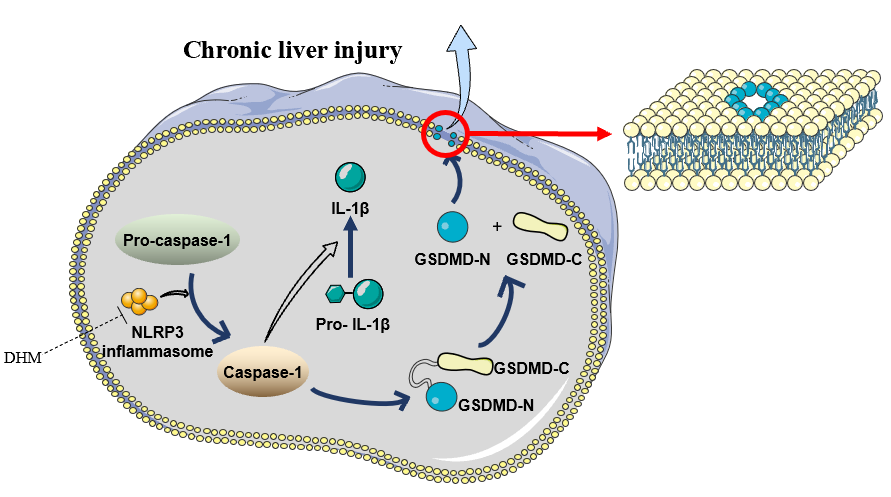 Chronic liver injury
IL-1β
Pro-caspase-1
+
GSDMD-N
GSDMD-C
Pro- IL-1β
NLRP3
inflammasome
DHM
Caspase-1
GSDMD-C
GSDMD-N